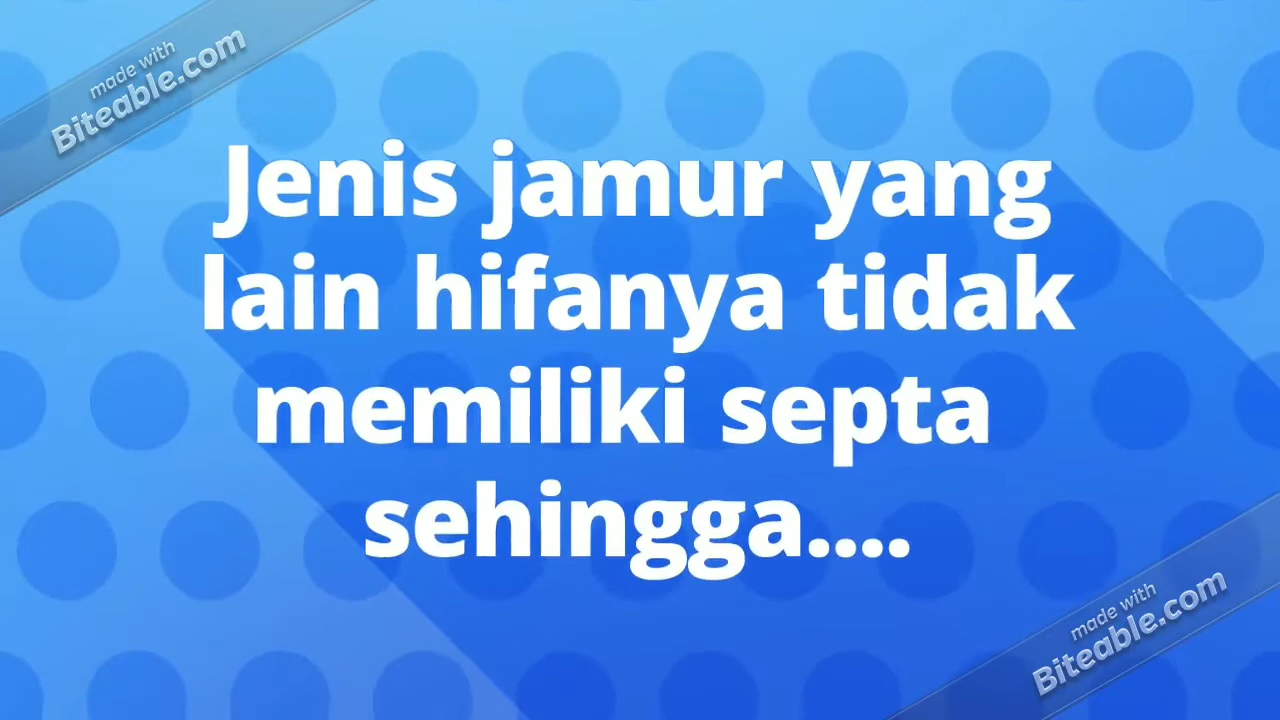 made with
Biteable.com
Jenis jamur yang
lain hifanya tidak
memiliki septa
sehingga....
made with
Biteable.com